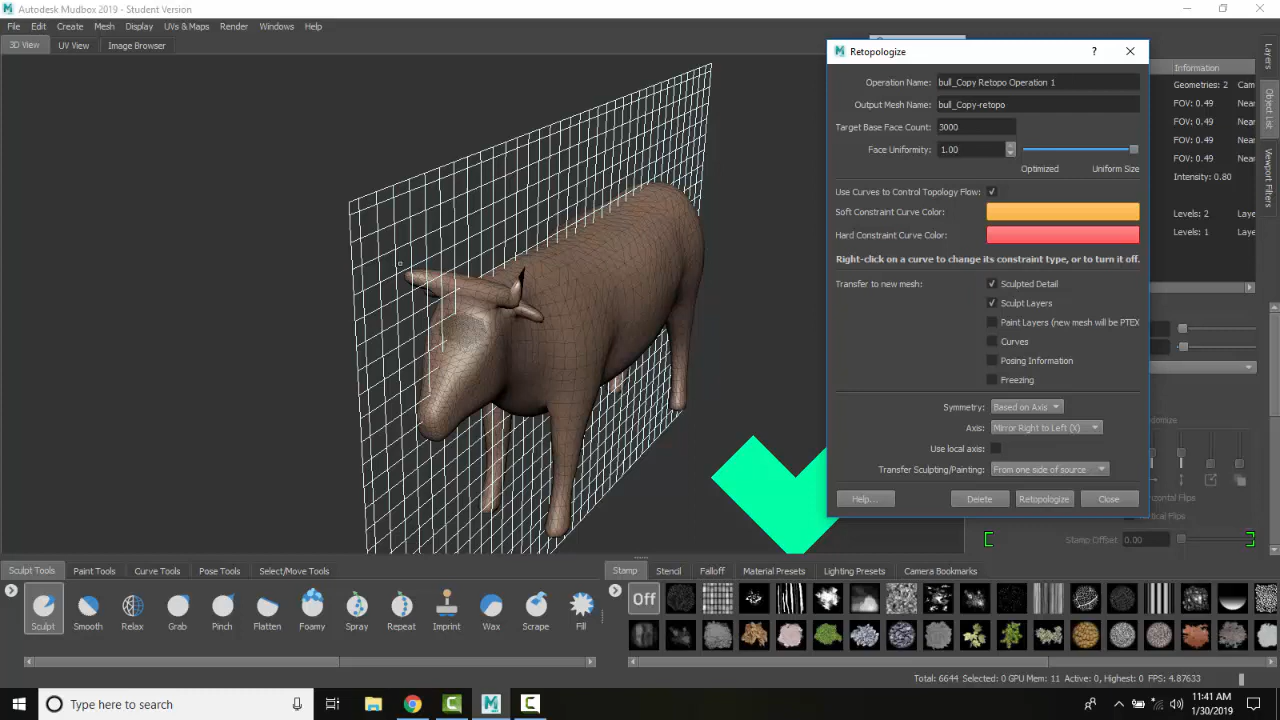 Autodesk Mudbox 2019 - Student Version
File Edit Create Mesh Display UVs & Maps Render Windows Help
3D View UV View Image Browser
Retopologize
?
Operation Name: bull_Copy Retopo Operation 1
Output Mesh Name: bull_Copy-retopo
Target Base Face Count: 3000
Face Uniformity: 1.00
Optimized Uniform Size
Use Curves to Control Topology Flow:
Soft Constraint Curve Color:
Hard Constraint Curve Color:
Right-click on a curve to change its constraint type, or to turn it off.
Transfer to new mesh: Sculpted Detail
Sculpt Layers
Paint Layers (new mesh will be PTEX
Curves
Posing Information
Freezing
Symmetry: Based on Axis
Axis: Mirror Right to Left (X)
Use local axis:
Transfer Sculpting/Painting: From one side of source
Help... Delete Retopologize Close
Information
Geometries: 2 Cam
FOV: 0.49 Near
FOV: 0.49 Near
FOV: 0.49 Near
FOV: 0.49 Near
Intensity: 0.80
Levels: 2 Laye
Levels: 1 Laye
Layers
Object List
Viewport Filters
Stamp Offset: 0.00
Sculpt Tools Paint Tools Curve Tools Pose Tools Select/Move Tools
Sculpt Smooth Relax Grab Pinch Flatten Foamy Spray Repeat Imprint Wax Scrape Fill
Stamp Stencil Falloff Material Presets Lighting Presets Camera Bookmarks
Off
Total: 6644 Selected: 0 GPU Mem: 11 Active: 0, Highest: 0 FPS: 4.87633
Type here to search
11:41 AM
1/30/2019